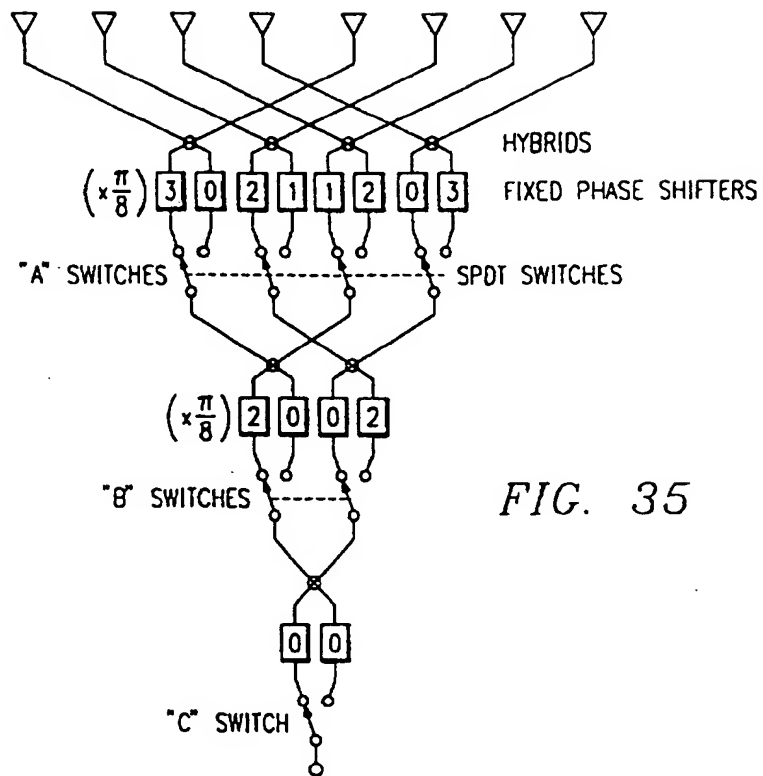 HYBRIDS
(×π/8) 3 0 2 1 1 2 0 3 FIXED PHASE SHIFTERS
"A" SWITCHES SPDT SWITCHES
(×π/8) 2 0 0 2
"B" SWITCHES
FIG. 35
0 0
"C" SWITCH